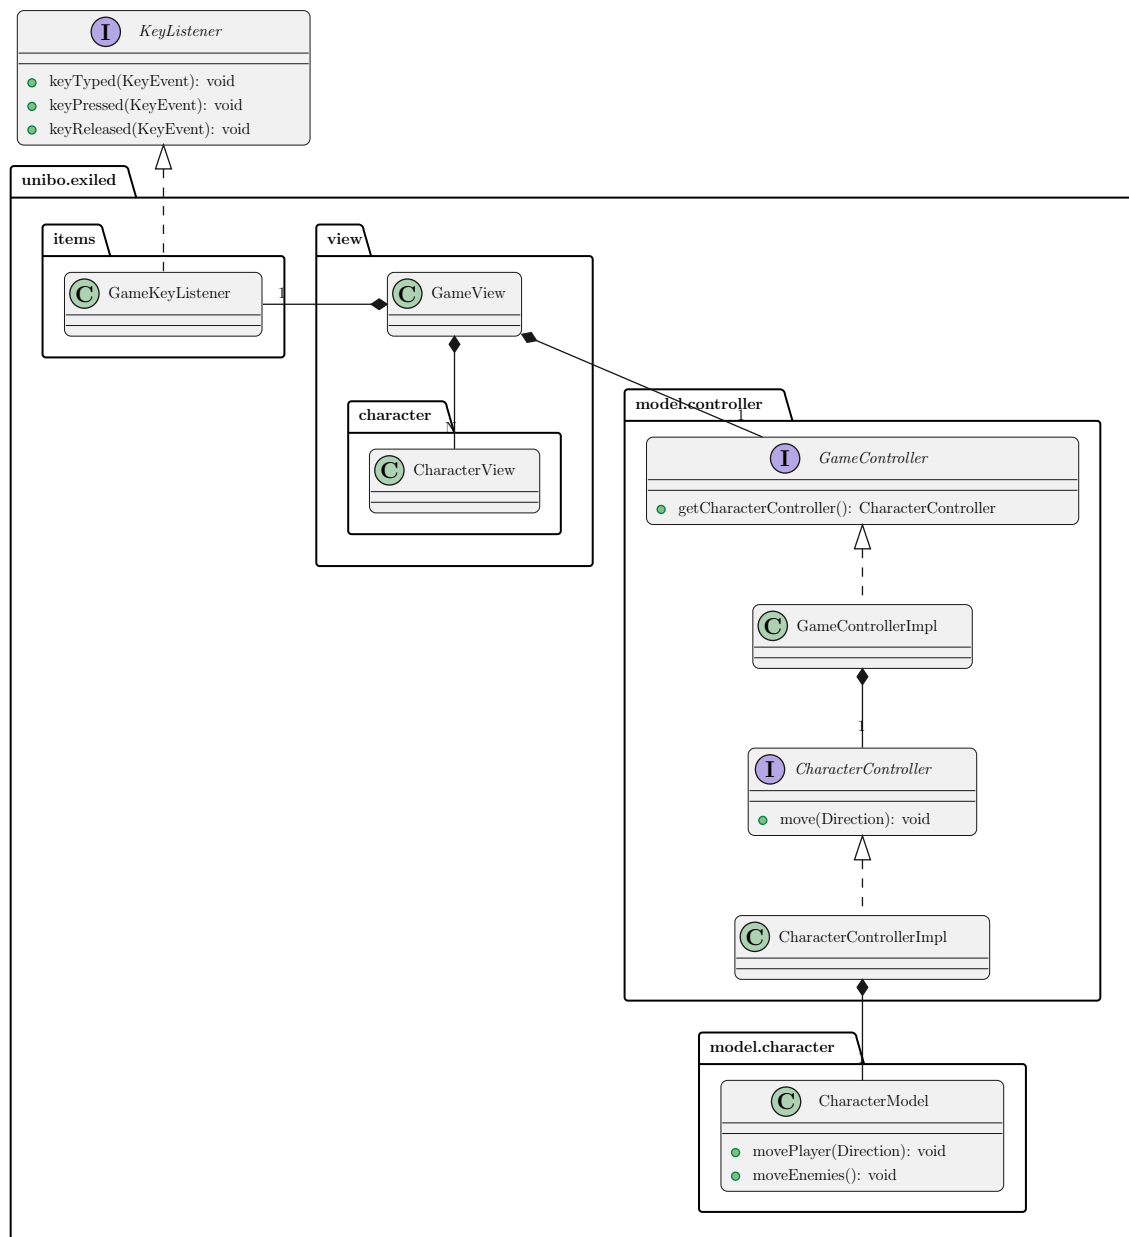 I KeyListener
keyTyped(KeyEvent): void
keyPressed(KeyEvent): void
keyReleased(KeyEvent): void
unibo.exiled
items
C GameKeyListener
1
view
C GameView
character
N
C CharacterView
model.controller
1
I GameController
getCharacterController(): CharacterController
C GameControllerImpl
1
I CharacterController
move(Direction): void
C CharacterControllerImpl
model.character
C CharacterModel
movePlayer(Direction): void
moveEnemies(): void